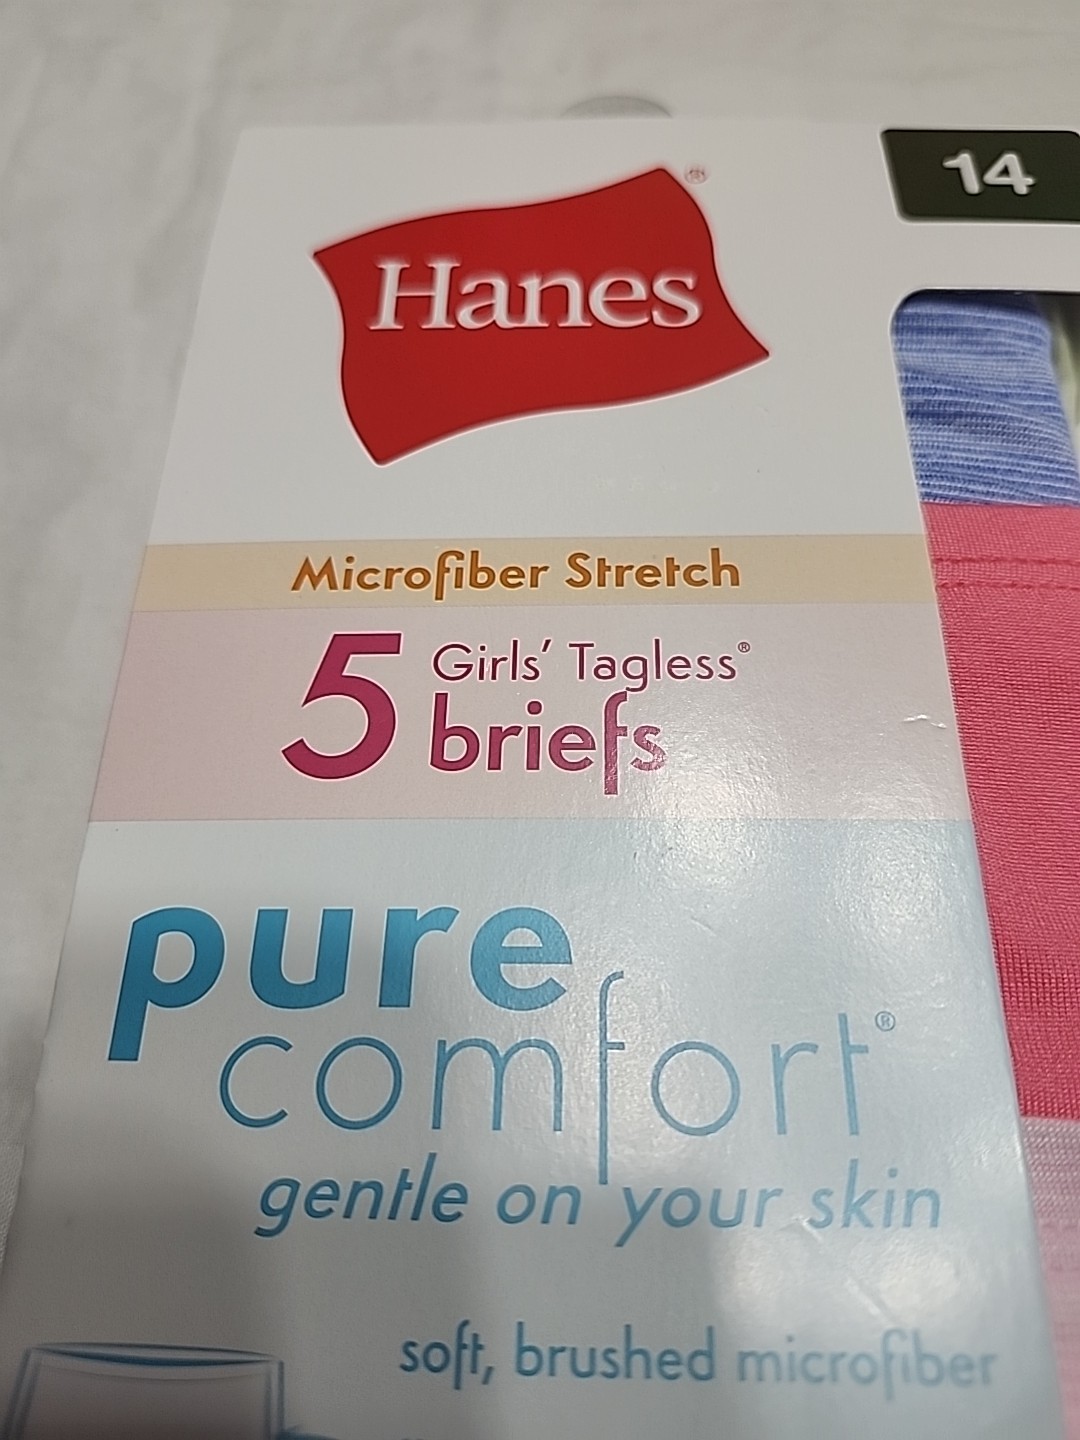 14
Hanes®
Microfiber Stretch
5 Girls' Tagless®
briefs
pure
comfort®
gentle on your skin
soft, brushed microfiber